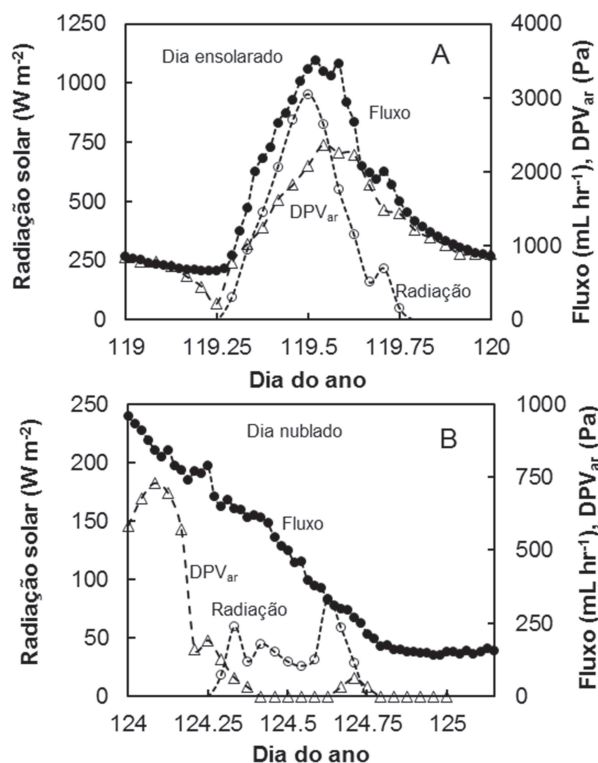 Radiação solar (W m-2)
1250
1000
750
500
250
0
Dia ensolarado
A
Fluxo
DPVar
Radiação
4000
3000
2000
1000
0
Fluxo (mL hr-1), DPVar (Pa)
119
119.25
119.5
119.75
120
Dia do ano
Radiação solar (W m-2)
250
200
150
100
50
0
Dia nublado
B
Fluxo
DPVar
Radiação
1000
750
500
250
0
Fluxo (mL hr-1), DPVar (Pa)
124
124.25
124.5
124.75
125
Dia do ano